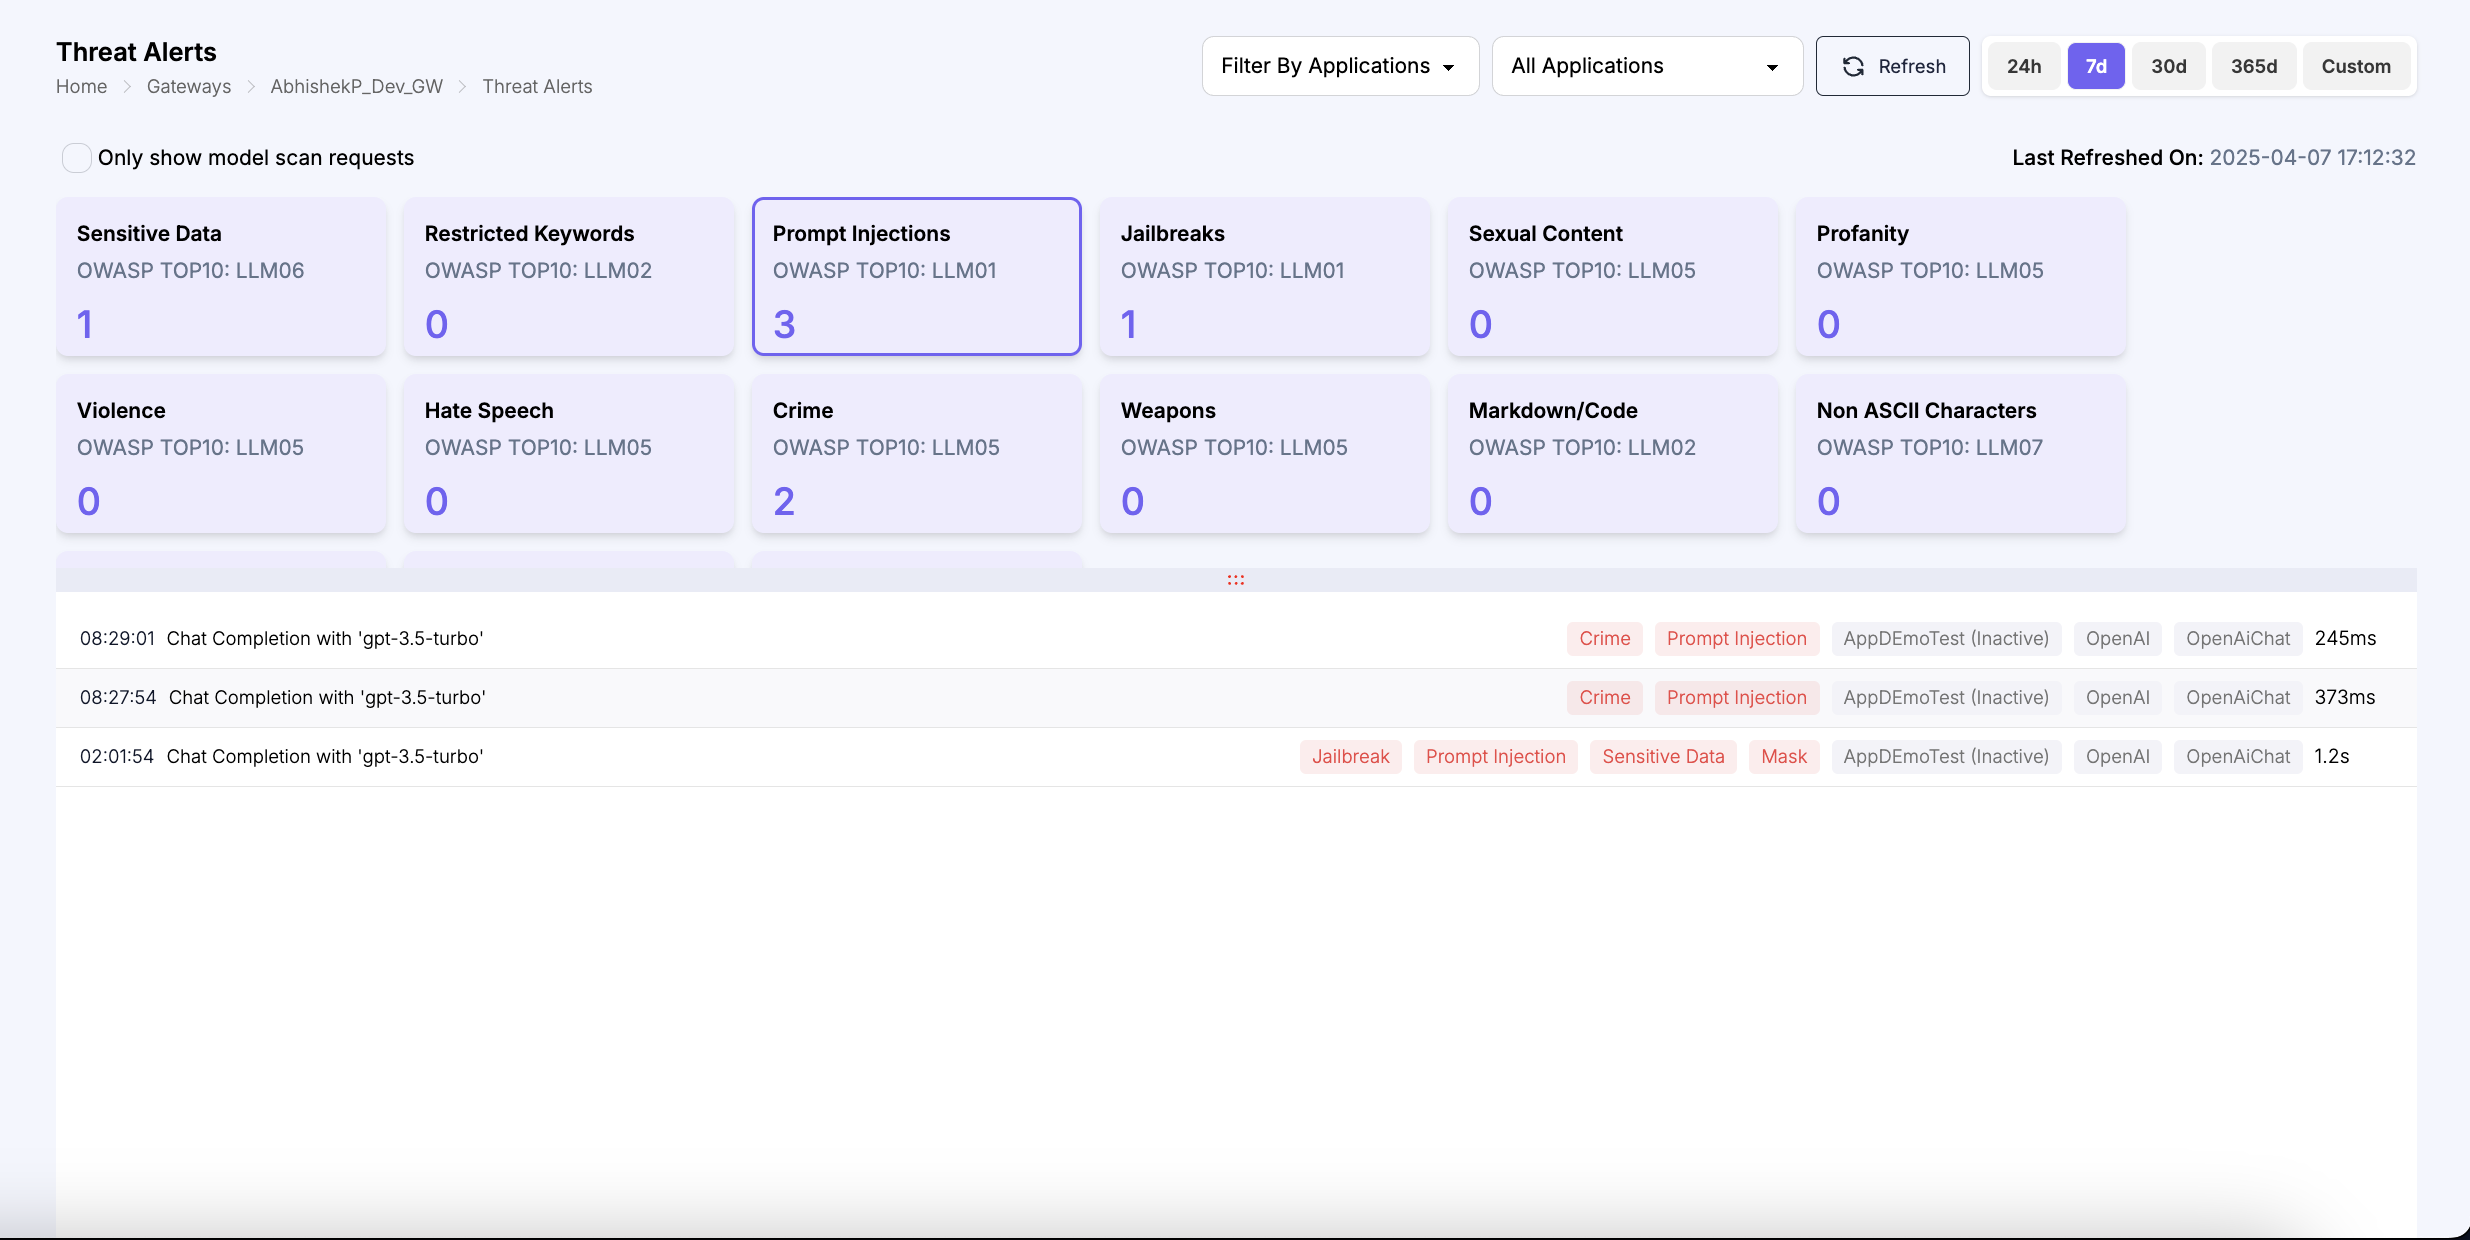 Threat Alerts
Home > Gateways > AbhishekP_Dev_GW > Threat Alerts
Filter By Applications
All Applications
Refresh
24h 7d 30d 365d Custom
Only show model scan requests
Last Refreshed On: 2025-04-07 17:12:32
Sensitive Data
OWASP TOP10: LLM06
1
Restricted Keywords
OWASP TOP10: LLM02
0
Prompt Injections
OWASP TOP10: LLM01
3
Jailbreaks
OWASP TOP10: LLM01
1
Sexual Content
OWASP TOP10: LLM05
0
Profanity
OWASP TOP10: LLM05
0
Violence
OWASP TOP10: LLM05
0
Hate Speech
OWASP TOP10: LLM05
0
Crime
OWASP TOP10: LLM05
2
Weapons
OWASP TOP10: LLM05
0
Markdown/Code
OWASP TOP10: LLM02
0
Non ASCII Characters
OWASP TOP10: LLM07
0
08:29:01 Chat Completion with 'gpt-3.5-turbo' Crime Prompt Injection AppDEmoTest (Inactive) OpenAI OpenAiChat 245ms
08:27:54 Chat Completion with 'gpt-3.5-turbo' Crime Prompt Injection AppDEmoTest (Inactive) OpenAI OpenAiChat 373ms
02:01:54 Chat Completion with 'gpt-3.5-turbo' Jailbreak Prompt Injection Sensitive Data Mask AppDEmoTest (Inactive) OpenAI OpenAiChat 1.2s